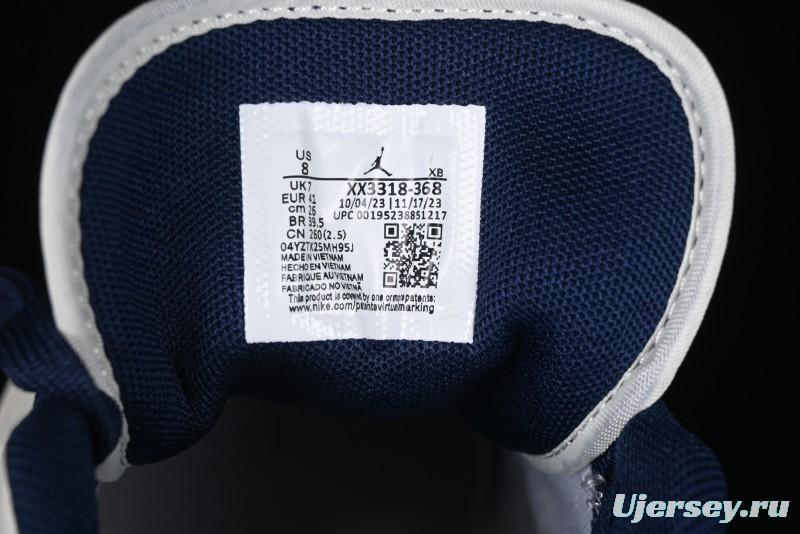 US
8
XB
UK 7
EUR 41
cm 26
BR 39.5
CN 260(2.5)
XX3318-368
10/04/23 | 11/17/23
UPC 00195238851217
04YZTX2SMH95J
MADE IN VIETNAM
HECHO EN VIETNAM
FABRIQUE AU VIETNAM
FABRICADO NO VIETNÃ
This product is covered by one or more patents:
www.nike.com/patentsvirtualmarking
Ujersey.ru